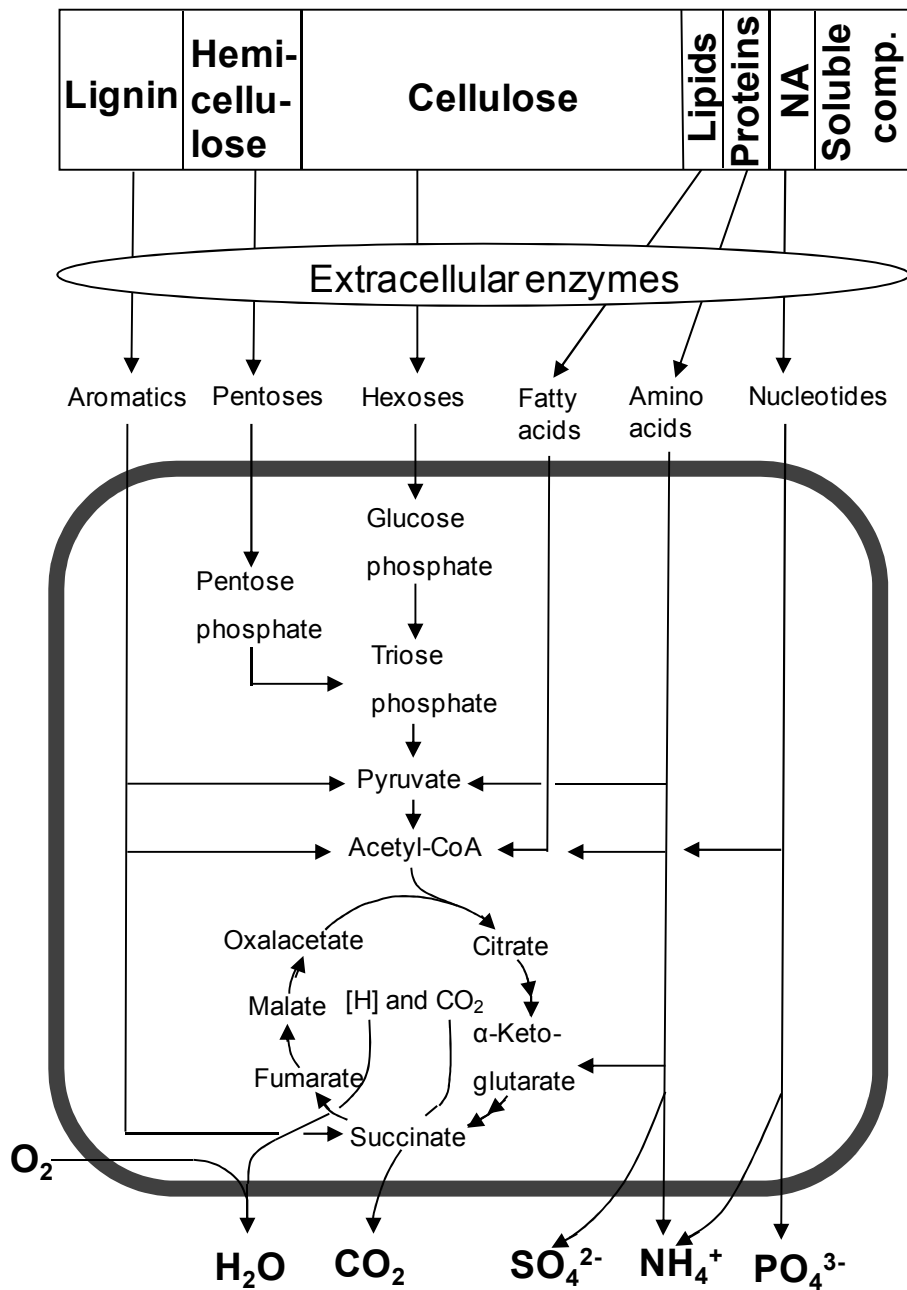 Lignin
Hemi-
cellu-
lose
Cellulose
Lipids
Proteins
NA
Soluble
comp.
Extracellular enzymes
Aromatics
Pentoses
Hexoses
Fatty
acids
Amino
acids
Nucleotides
Glucose
phosphate
Pentose
phosphate
Triose
phosphate
Pyruvate
Acetyl-CoA
Oxalacetate
Citrate
Malate
[H] and CO₂
α-Keto-
glutarate
Fumarate
Succinate
O₂
H₂O
CO₂
SO₄²⁻
NH₄⁺
PO₄³⁻